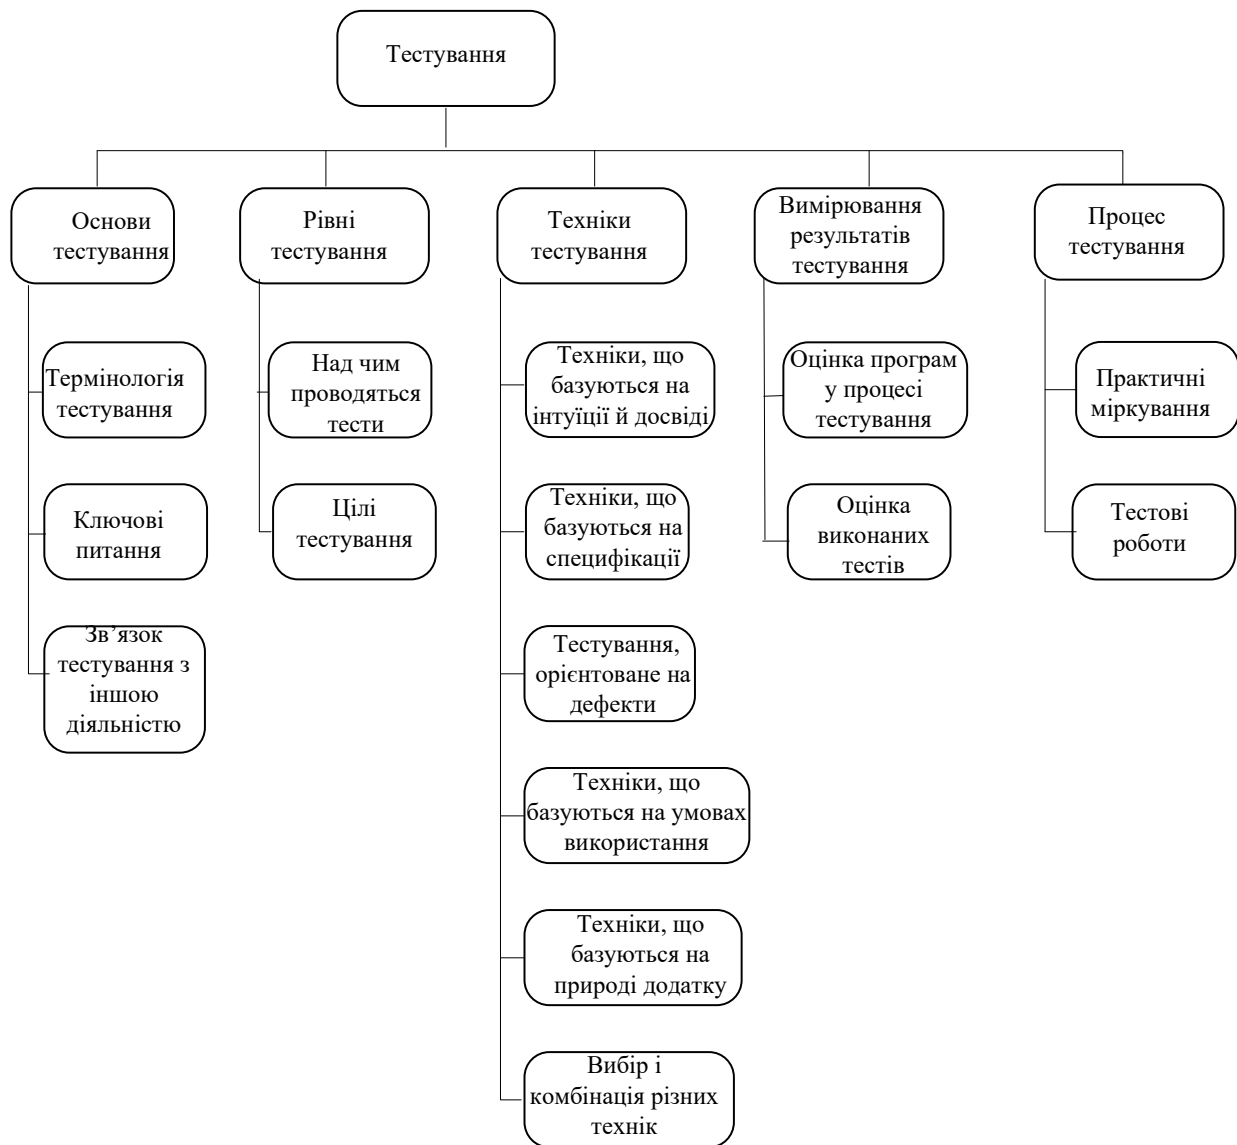 Тестування
Основи
тестування
Рівні
тестування
Техніки
тестування
Вимірювання
результатів
тестування
Процес
тестування
Термінологія
тестування
Ключові
питання
Зв’язок
тестування з
іншою
діяльністю
Над чим
проводяться
тести
Цілі
тестування
Техніки, що
базуються на
інтуїції й досвіді
Техніки, що
базуються на
специфікації
Тестування,
орієнтоване на
дефекти
Техніки, що
базуються на умовах
використання
Техніки, що
базуються на
природі додатку
Вибір і
комбінація різних
технік
Оцінка програм
у процесі
тестування
Оцінка
виконаних
тестів
Практичні
міркування
Тестові
роботи